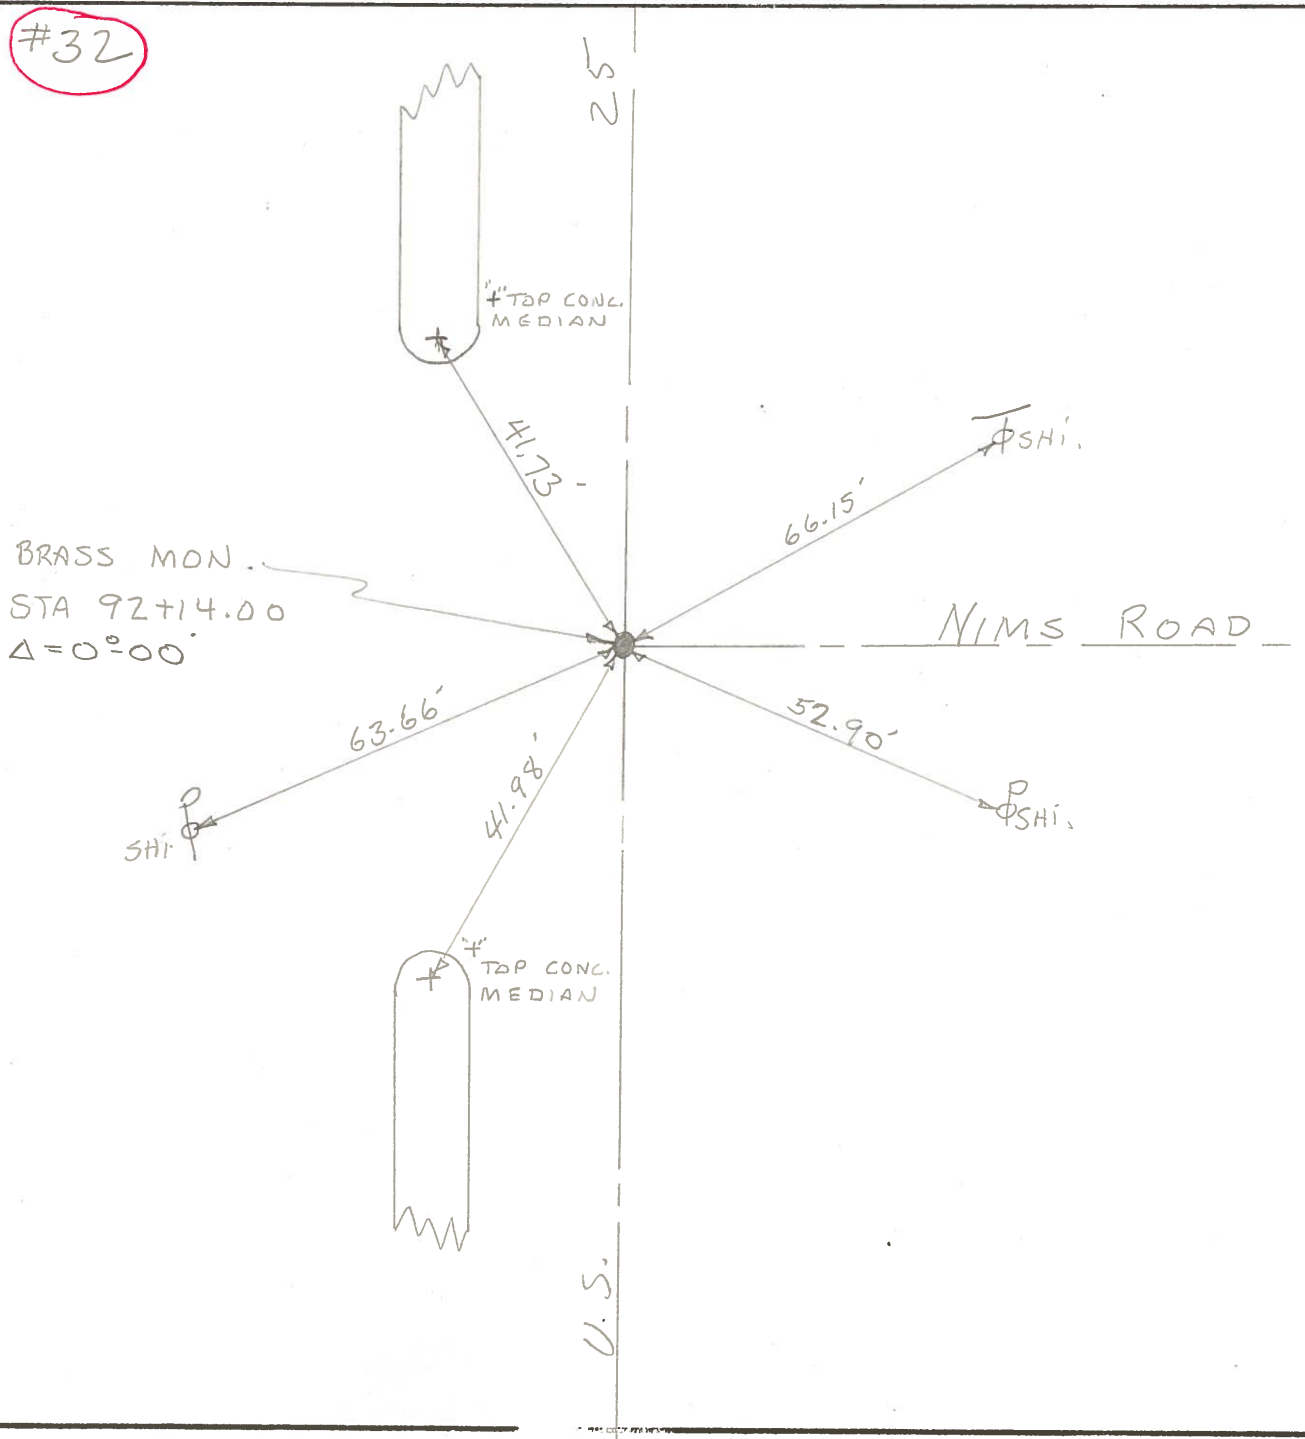 #32
25
"+" TOP CONC.
MEDIAN
41.73'
SHI.
66.15'
BRASS MON.
STA 92+14.00
Δ=0°-00'
NIMS ROAD
63.66'
52.90'
41.98'
SHI.
SHI.
"+"
TOP CONC.
MEDIAN
U.S.